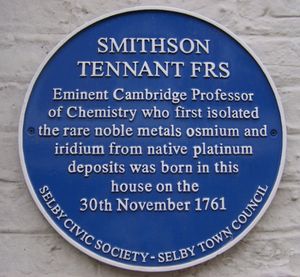 SMITHSON
TENNANT FRS
Eminent Cambridge Professor
of Chemistry who first isolated
the rare noble metals osmium and
iridium from native platinum
deposits was born in this
house on the
30th November 1761
SELBY CIVIC SOCIETY - SELBY TOWN COUNCIL